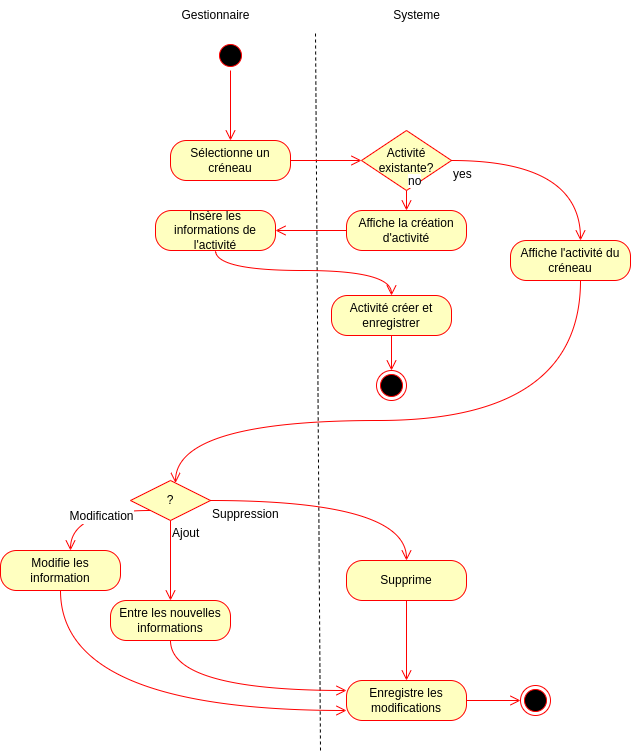 Gestionnaire
Systeme
Sélectionne un
créneau
Activité
existante?
yes
no
Insère les
informations de
l'activité
Affiche la création
d'activité
Affiche l'activité du
créneau
Activité créer et
enregistrer
?
Modification
Suppression
Ajout
Modifie les
information
Supprime
Entre les nouvelles
informations
Enregistre les
modifications